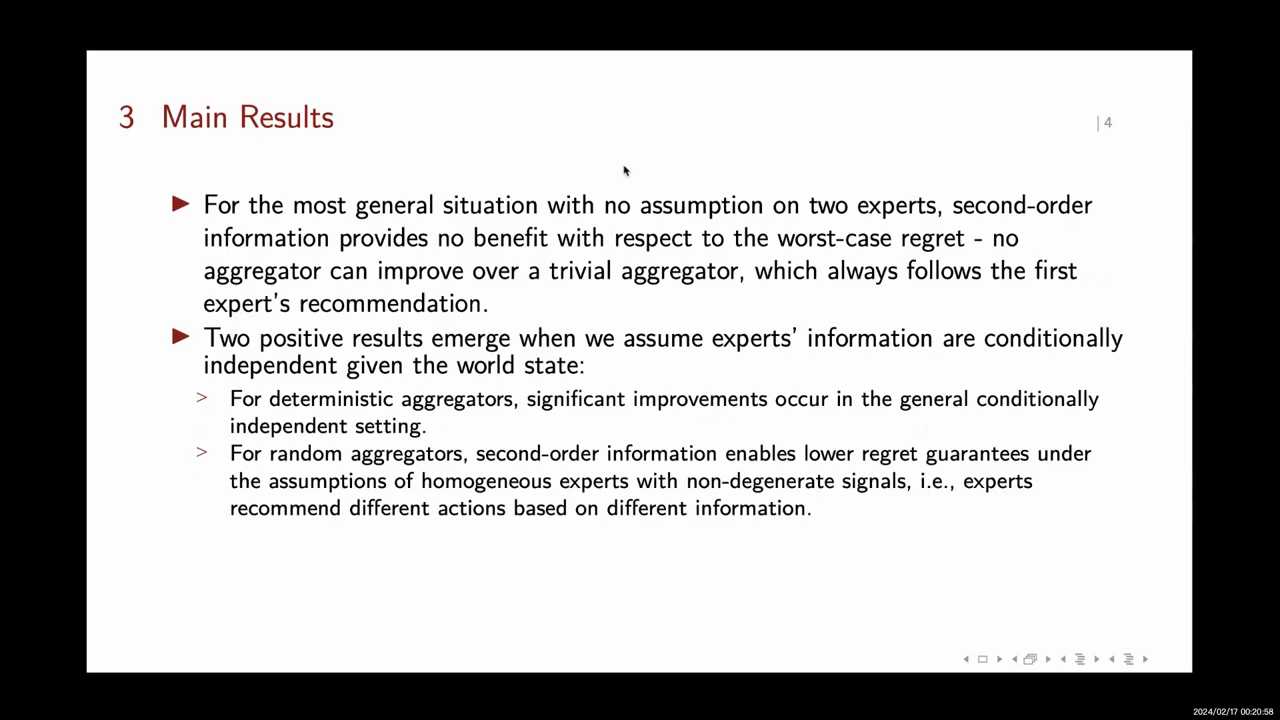 3 Main Results
| 4
▶ For the most general situation with no assumption on two experts, second-order
information provides no benefit with respect to the worst-case regret - no
aggregator can improve over a trivial aggregator, which always follows the first
expert's recommendation.
▶ Two positive results emerge when we assume experts' information are conditionally
independent given the world state:
> For deterministic aggregators, significant improvements occur in the general conditionally
independent setting.
> For random aggregators, second-order information enables lower regret guarantees under
the assumptions of homogeneous experts with non-degenerate signals, i.e., experts
recommend different actions based on different information.
2024/02/17 00:20:58